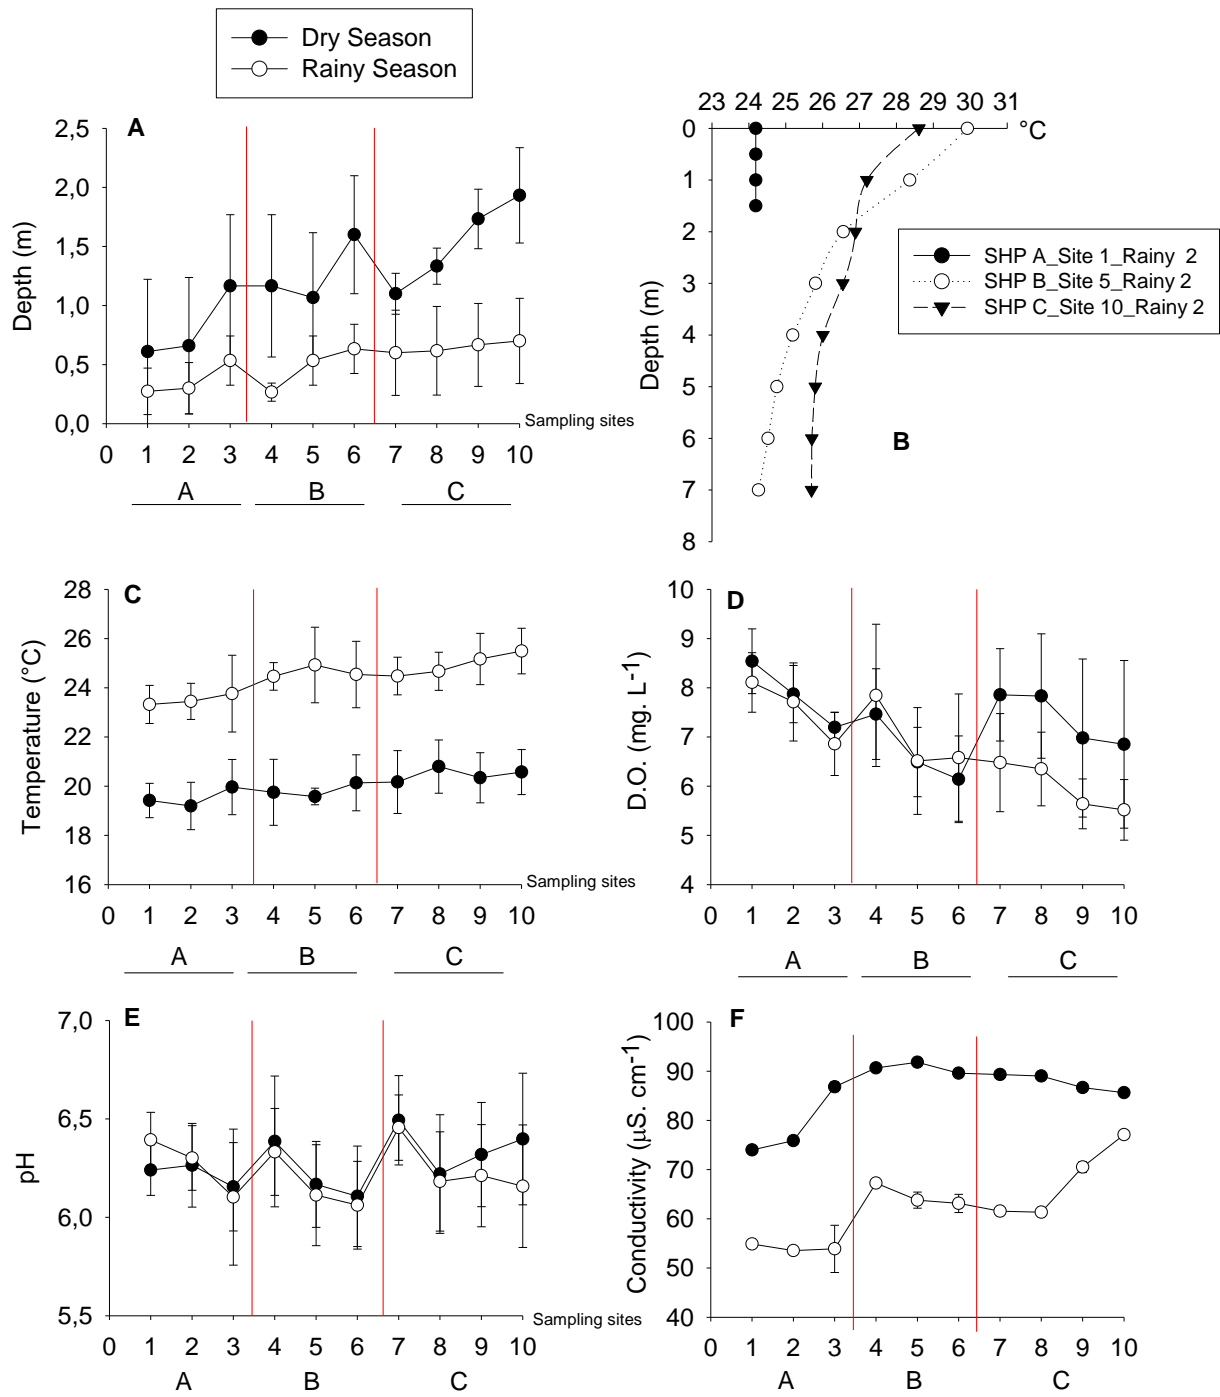 Dry Season
Rainy Season
A
2,5
2,0
1,5
1,0
0,5
0,0
Depth (m)
Sampling sites
0 1 2 3 4 5 6 7 8 9 10
A B C
23 24 25 26 27 28 29 30 31
°C
0
1
2
3
4
5
6
7
8
Depth (m)
SHP A_Site 1_Rainy 2
SHP B_Site 5_Rainy 2
SHP C_Site 10_Rainy 2
B
C
28
26
24
22
20
18
16
Temperature (°C)
Sampling sites
0 1 2 3 4 5 6 7 8 9 10
A B C
D
10
9
8
7
6
5
4
D.O. (mg. L-1)
0 1 2 3 4 5 6 7 8 9 10
A B C
E
7,0
6,5
6,0
5,5
pH
Sampling sites
0 1 2 3 4 5 6 7 8 9 10
A B C
F
100
90
80
70
60
50
40
Conductivity (µS. cm-1)
0 1 2 3 4 5 6 7 8 9 10
A B C